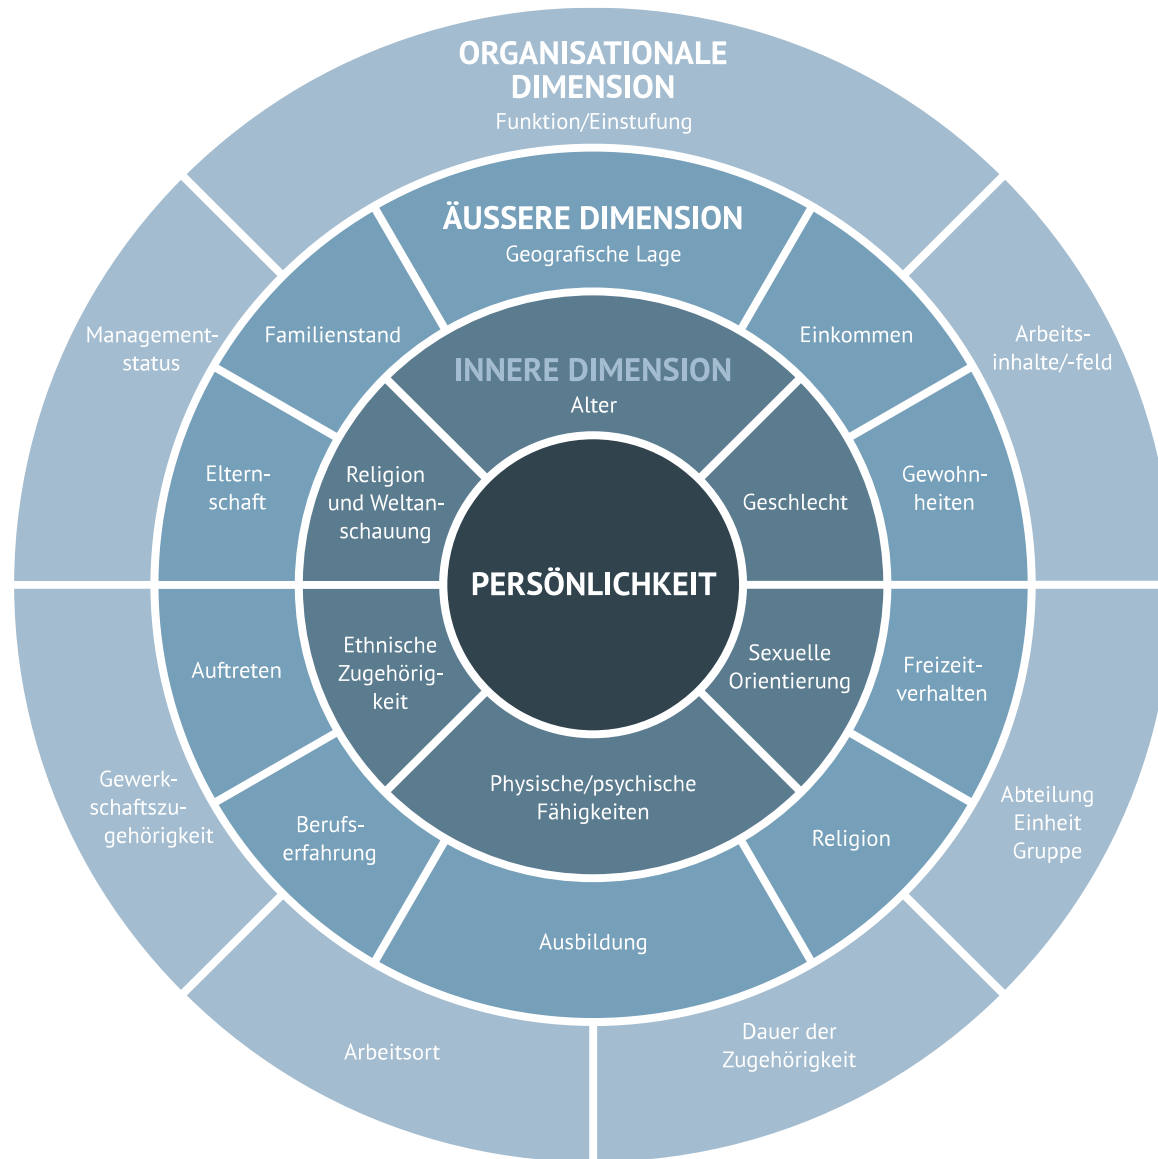 ORGANISATIONALE
DIMENSION
Funktion/Einstufung
ÄUSSERE DIMENSION
Geografische Lage
Familienstand
Einkommen
Management-
status
Arbeits-
inhalte/-feld
INNERE DIMENSION
Alter
Eltern-
schaft
Religion
und Weltan-
schauung
Geschlecht
Gewohn-
heiten
PERSÖNLICHKEIT
Auftreten
Ethnische
Zugehörig-
keit
Sexuelle
Orientierung
Freizeit-
verhalten
Gewerk-
schaftszu-
gehörigkeit
Berufs-
erfahrung
Physische/psychische
Fähigkeiten
Religion
Abteilung
Einheit
Gruppe
Ausbildung
Arbeitsort
Dauer der
Zugehörigkeit